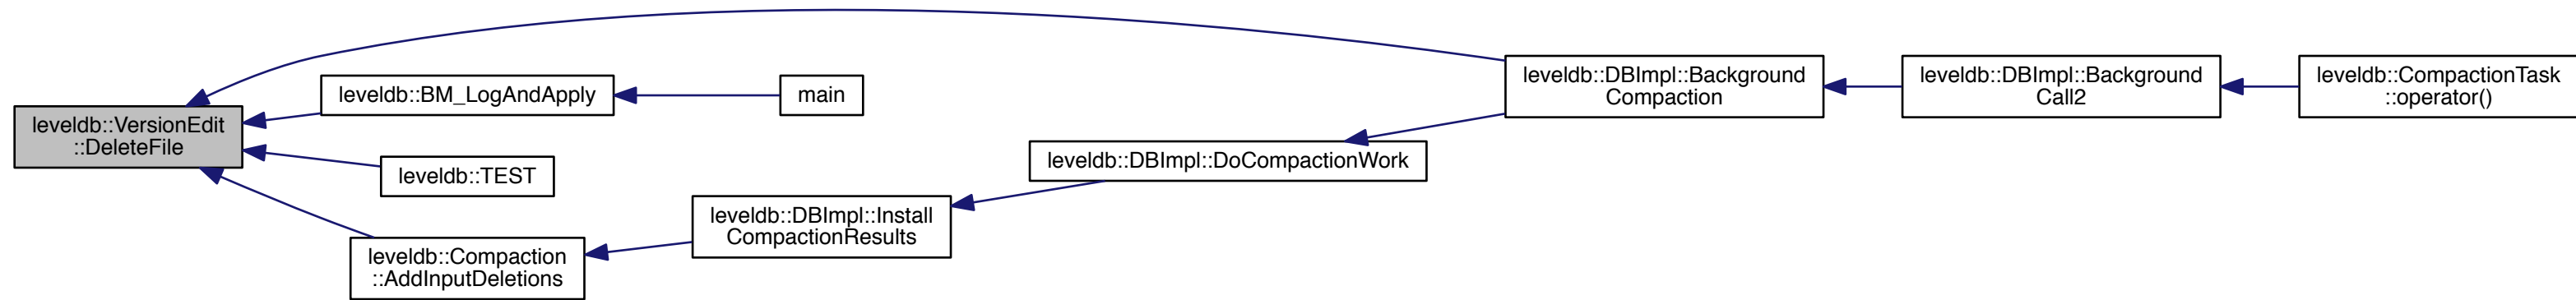 leveldb::VersionEdit
::DeleteFile
leveldb::BM_LogAndApply
main
leveldb::TEST
leveldb::Compaction
::AddInputDeletions
leveldb::DBImpl::Install
CompactionResults
leveldb::DBImpl::DoCompactionWork
leveldb::DBImpl::Background
Compaction
leveldb::DBImpl::Background
Call2
leveldb::CompactionTask
::operator()